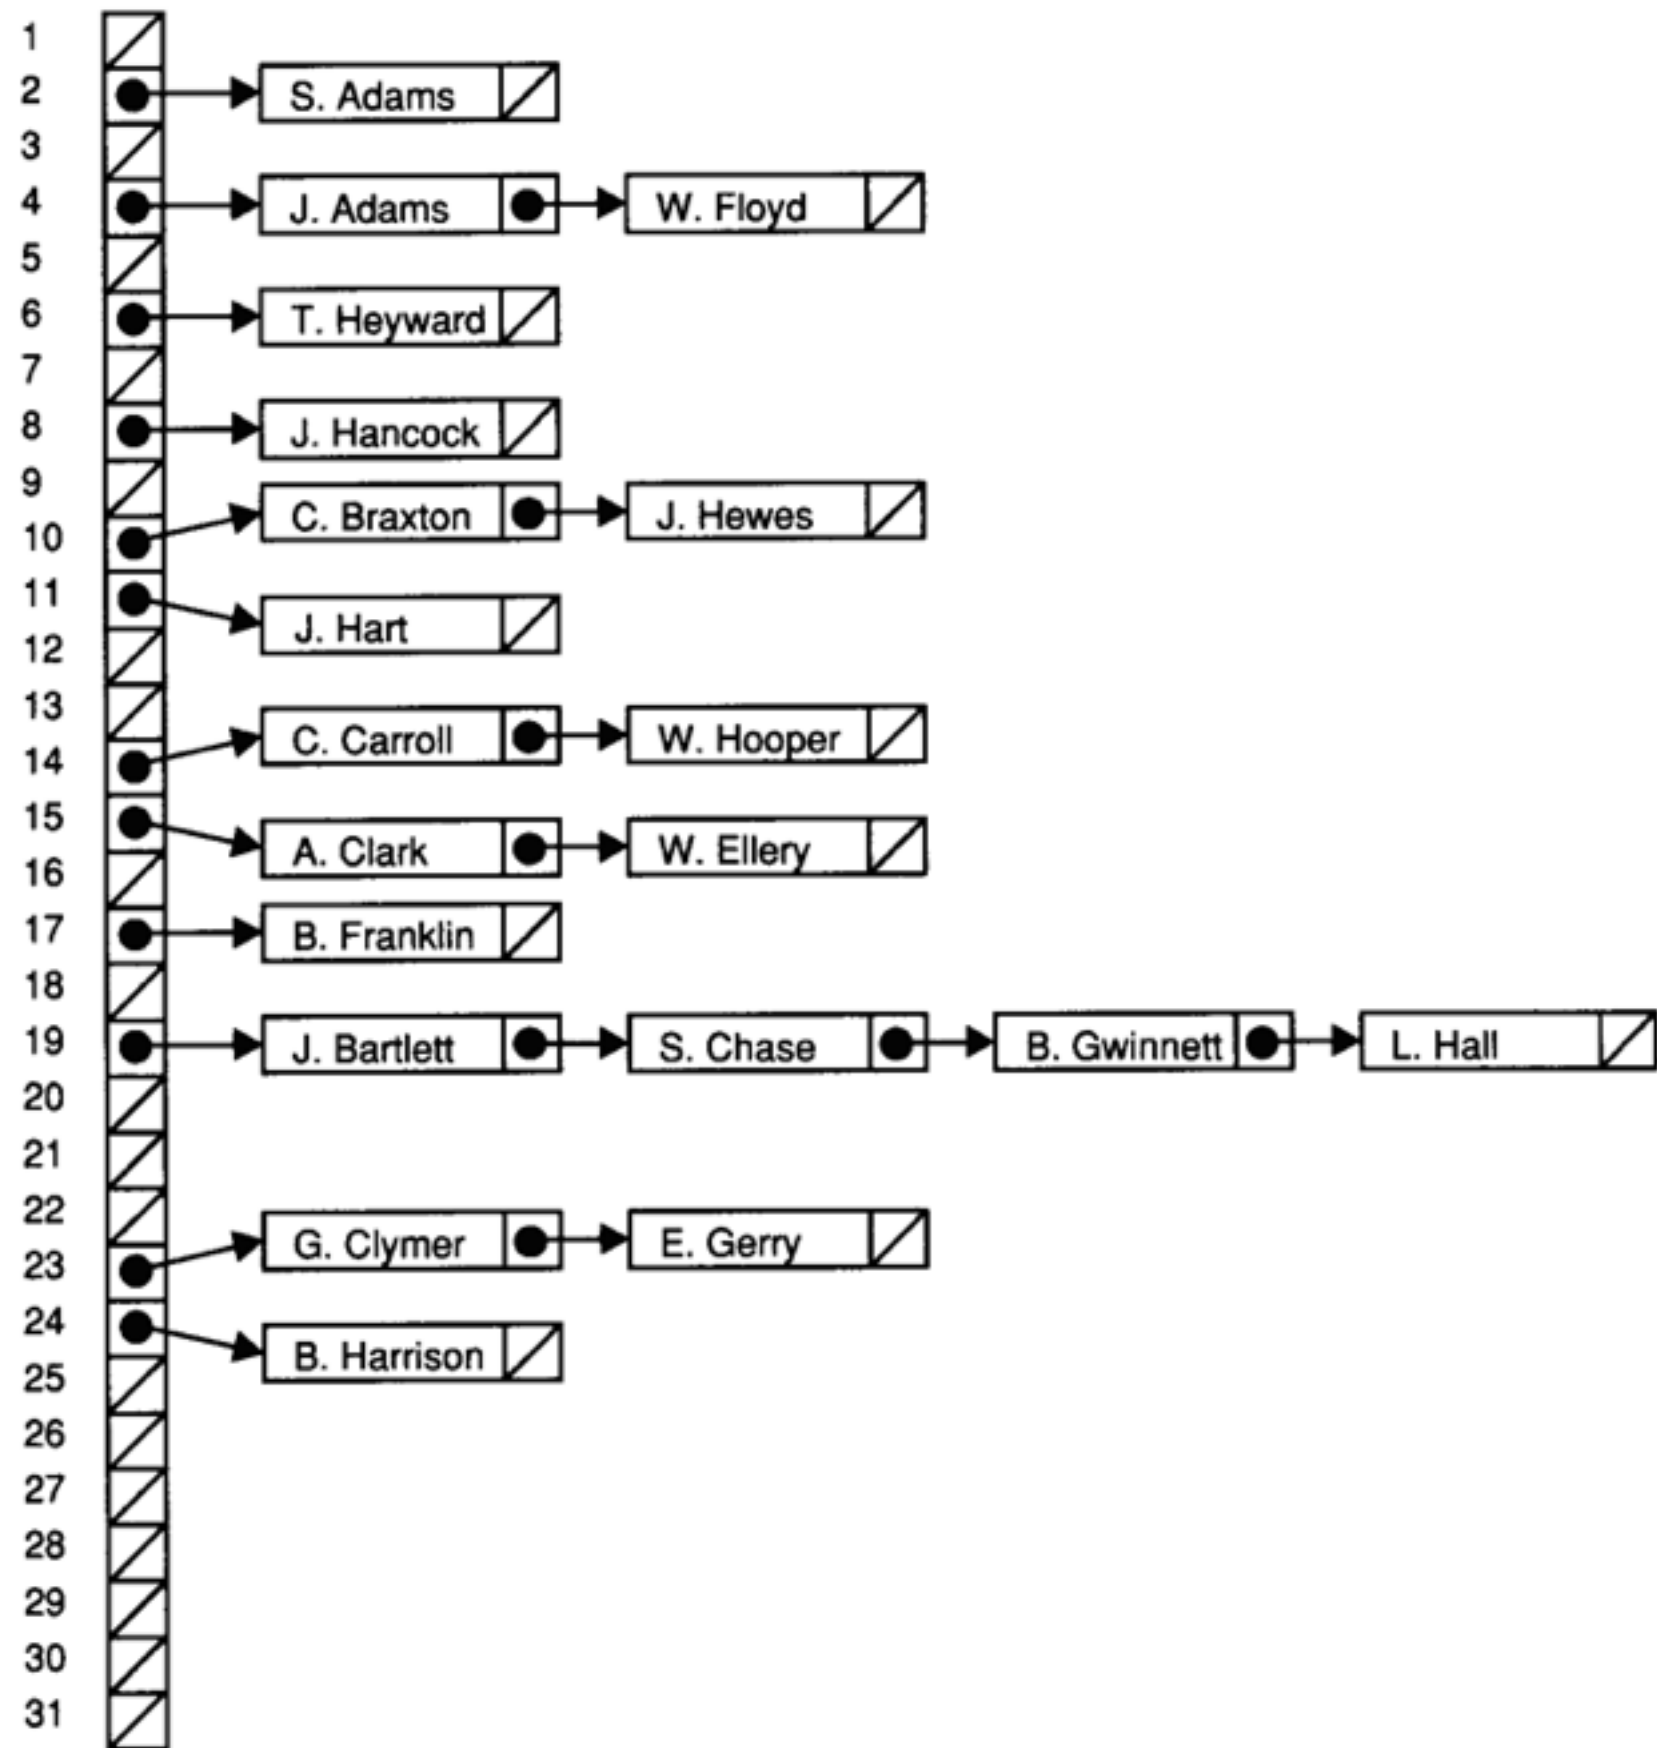 1
2 S. Adams
3
4 J. Adams W. Floyd
5
6 T. Heyward
7
8 J. Hancock
9
C. Braxton J. Hewes
10
11
J. Hart
12
13
C. Carroll W. Hooper
14
15
A. Clark W. Ellery
16
17 B. Franklin
18
19 J. Bartlett S. Chase B. Gwinnett L. Hall
20
21
22
G. Clymer E. Gerry
23
24
B. Harrison
25
26
27
28
29
30
31